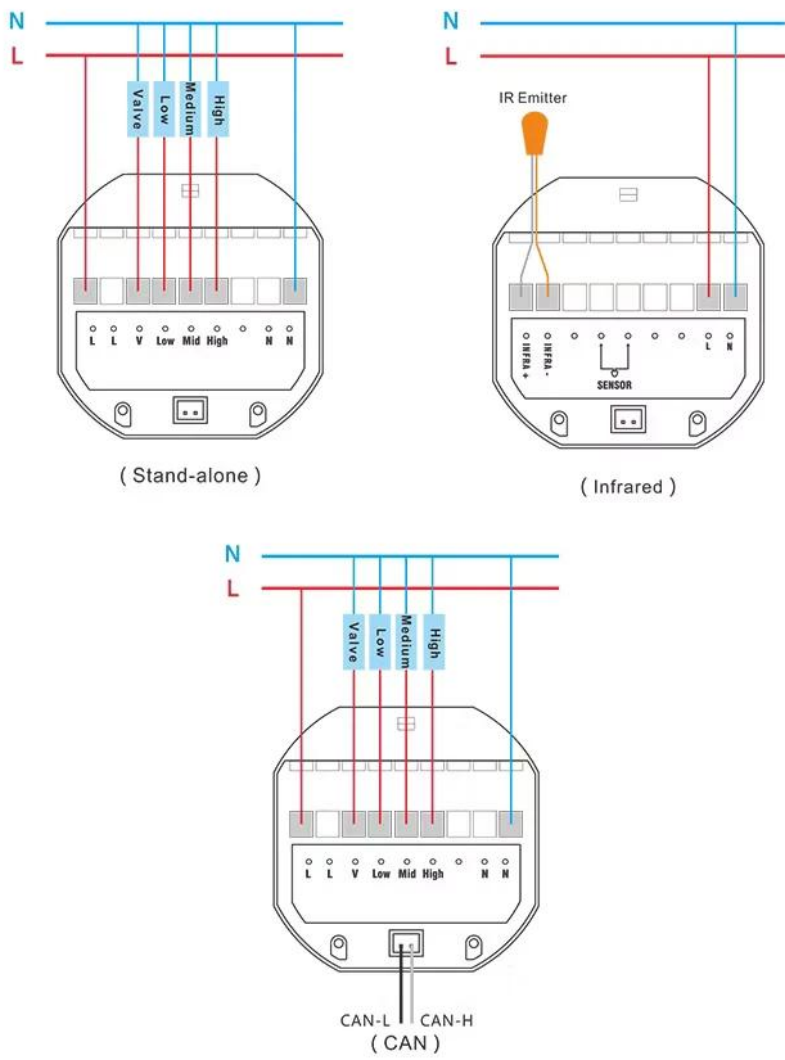 N
L
Valve
Low
Medium
High
L L V Low Mid High N N
( Stand-alone )
N
L
IR Emitter
INFRA +
INFRA -
SENSOR
L N
( Infrared )
N
L
Valve
Low
Medium
High
L L V Low Mid High N N
CAN-L CAN-H
( CAN )